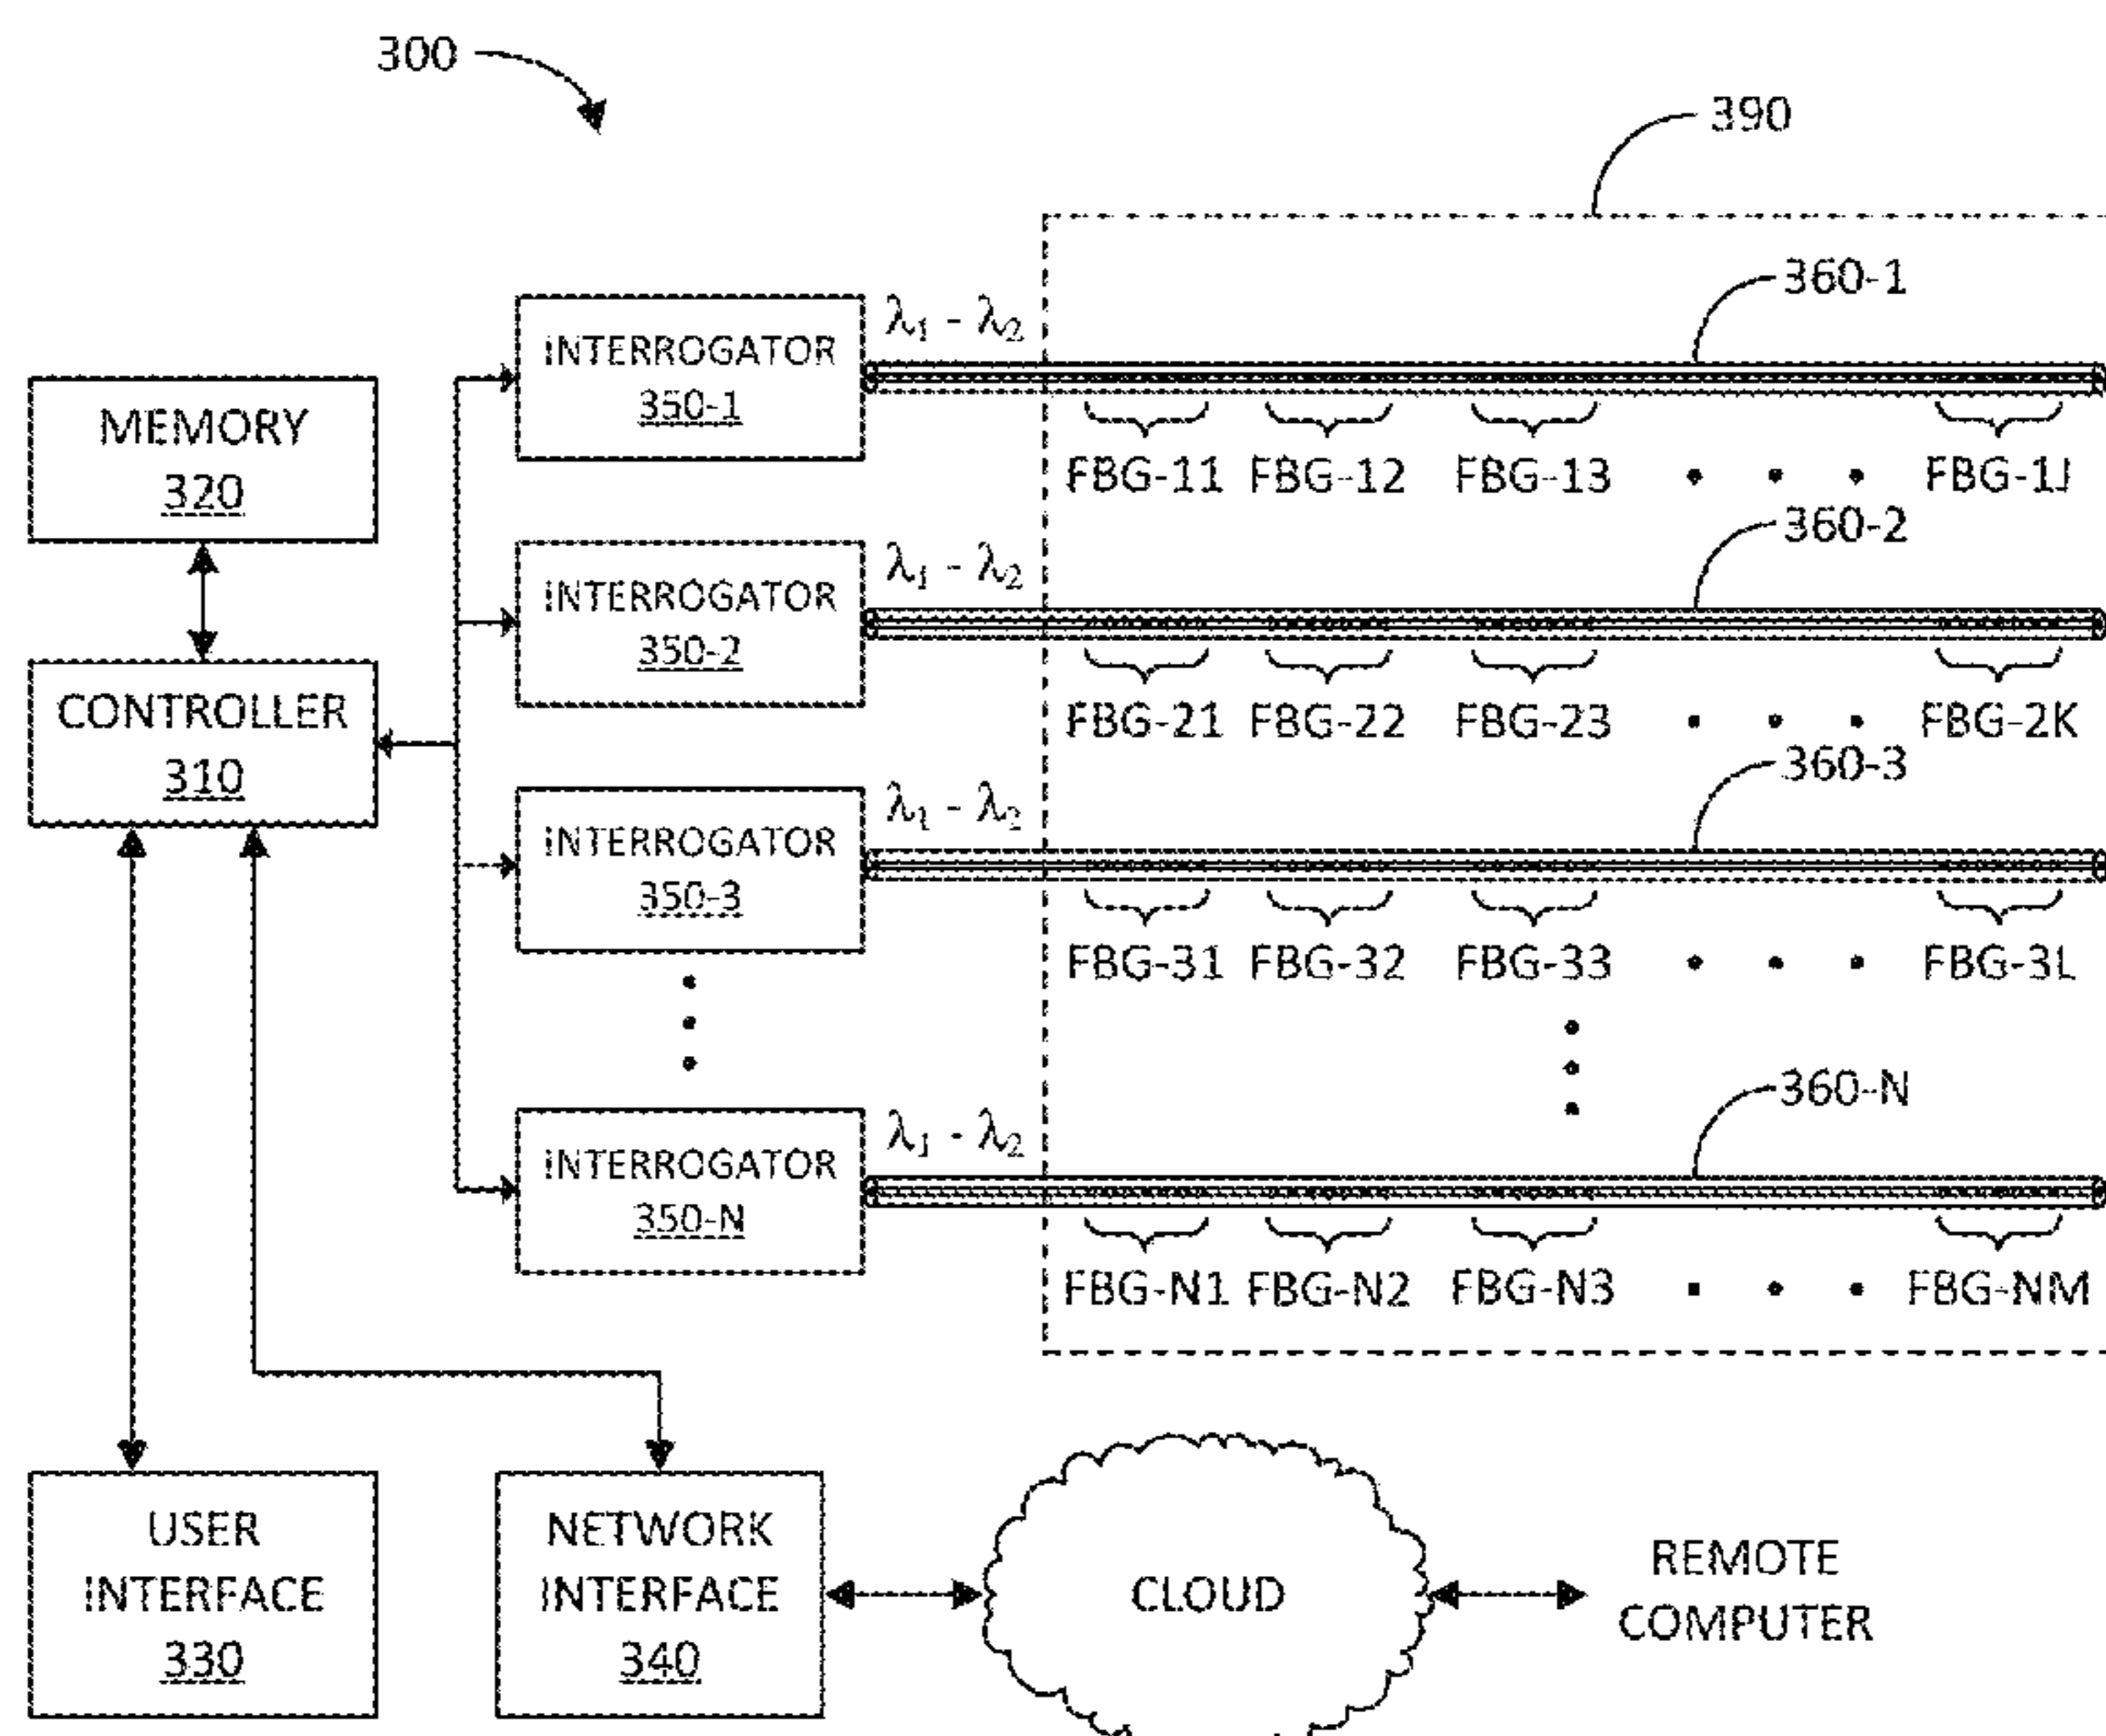 300
390
360-1
λ1 - λ2
INTERROGATOR
350-1
MEMORY
320
FBG-11 FBG-12 FBG-13 • • • FBG-1J
360-2
λ1 - λ2
INTERROGATOR
350-2
CONTROLLER
310
FBG-21 FBG-22 FBG-23 • • • FBG-2K
360-3
λ1 - λ2
INTERROGATOR
350-3
FBG-31 FBG-32 FBG-33 • • • FBG-3L
360-N
λ1 - λ2
INTERROGATOR
350-N
FBG-N1 FBG-N2 FBG-N3 • • • FBG-NM
USER
INTERFACE
330
NETWORK
INTERFACE
340
CLOUD
REMOTE
COMPUTER